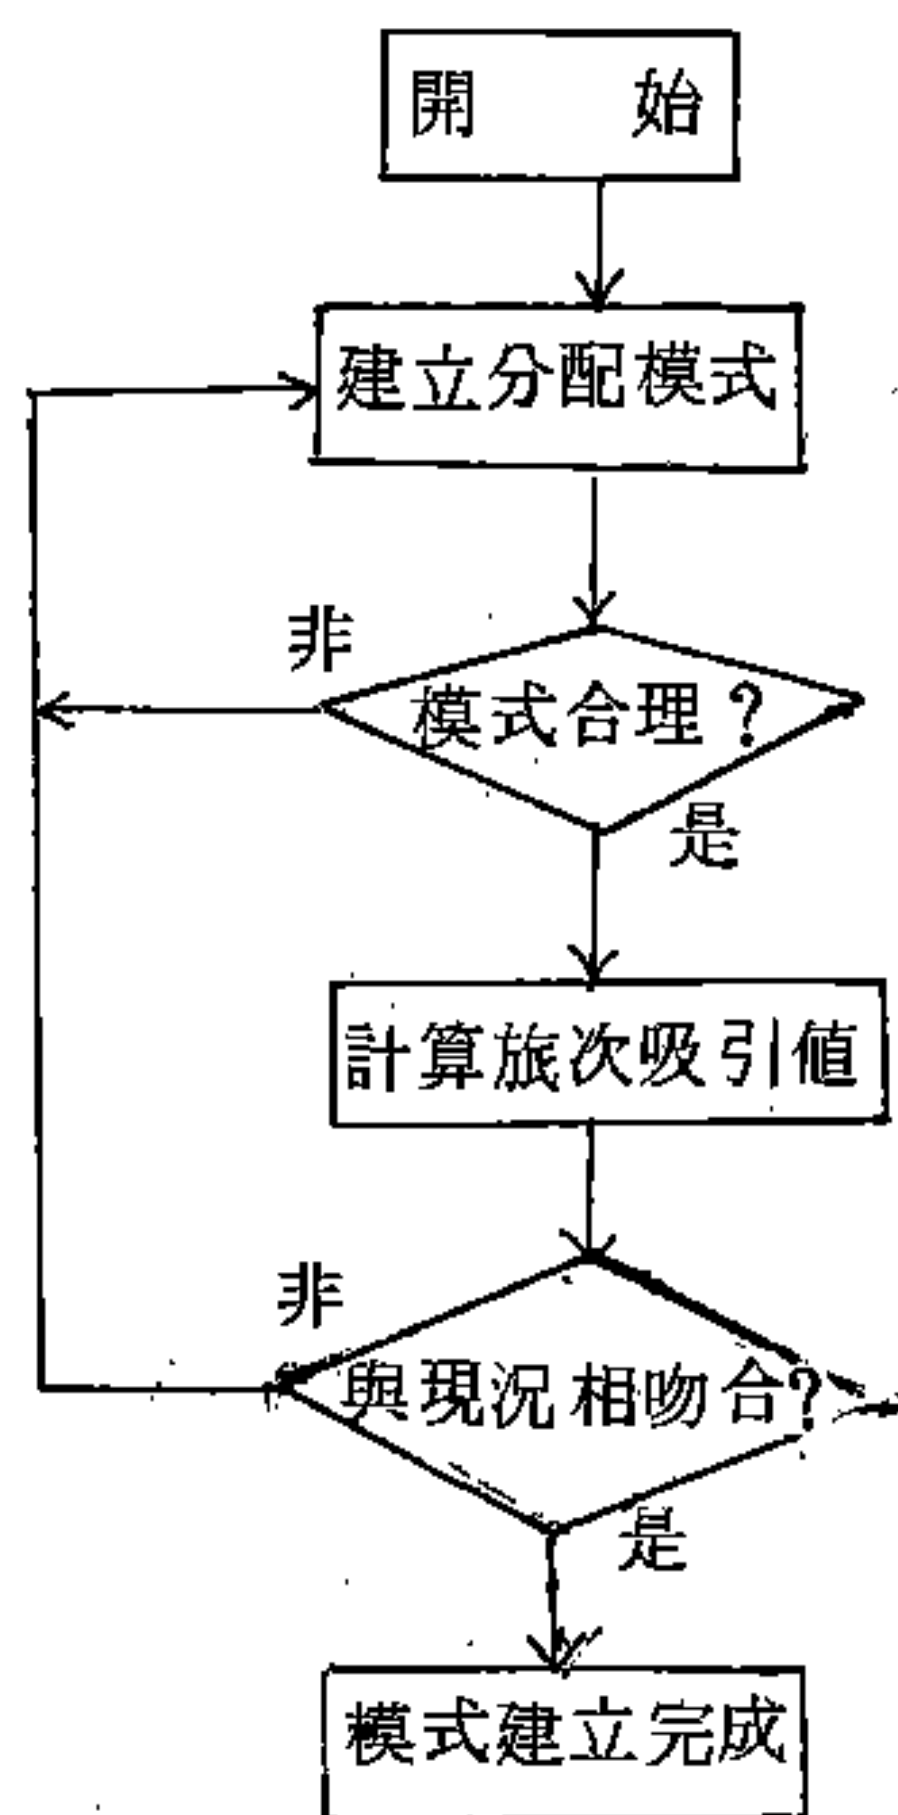 開始
建立分配模式
非
模式合理?
是
計算旅次吸引値
非
與現況相吻合?
是
模式建立完成